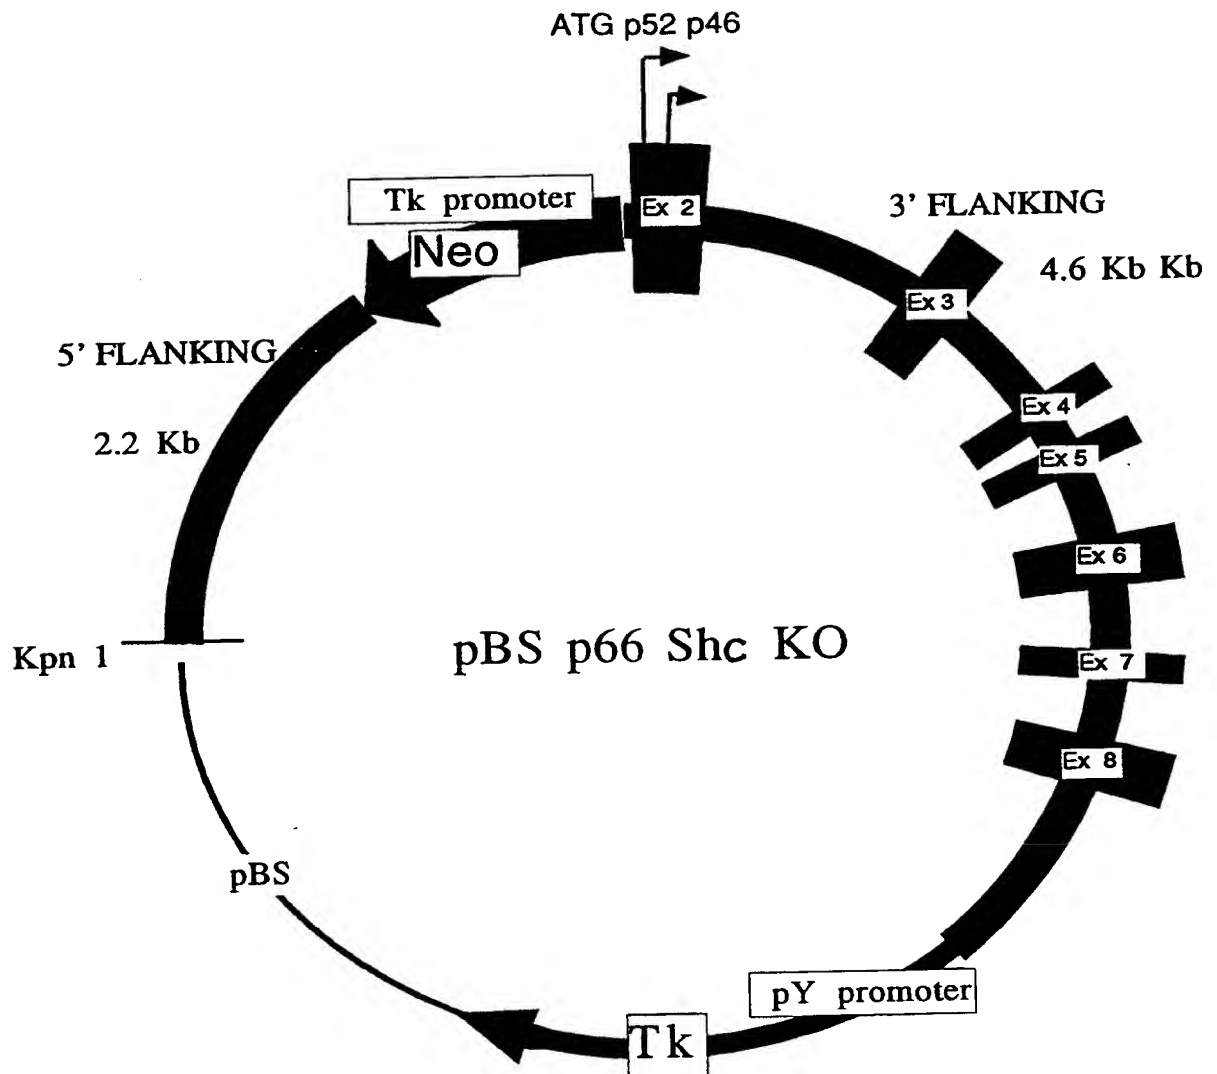 ATG p52 p46
Tk promoter
Neo
Ex 2
3' FLANKING
4.6 Kb Kb
Ex 3
5' FLANKING
2.2 Kb
Ex 4
Ex 5
Ex 6
Kpn 1
pBS p66 Shc KO
Ex 7
Ex 8
pBS
pY promoter
Tk